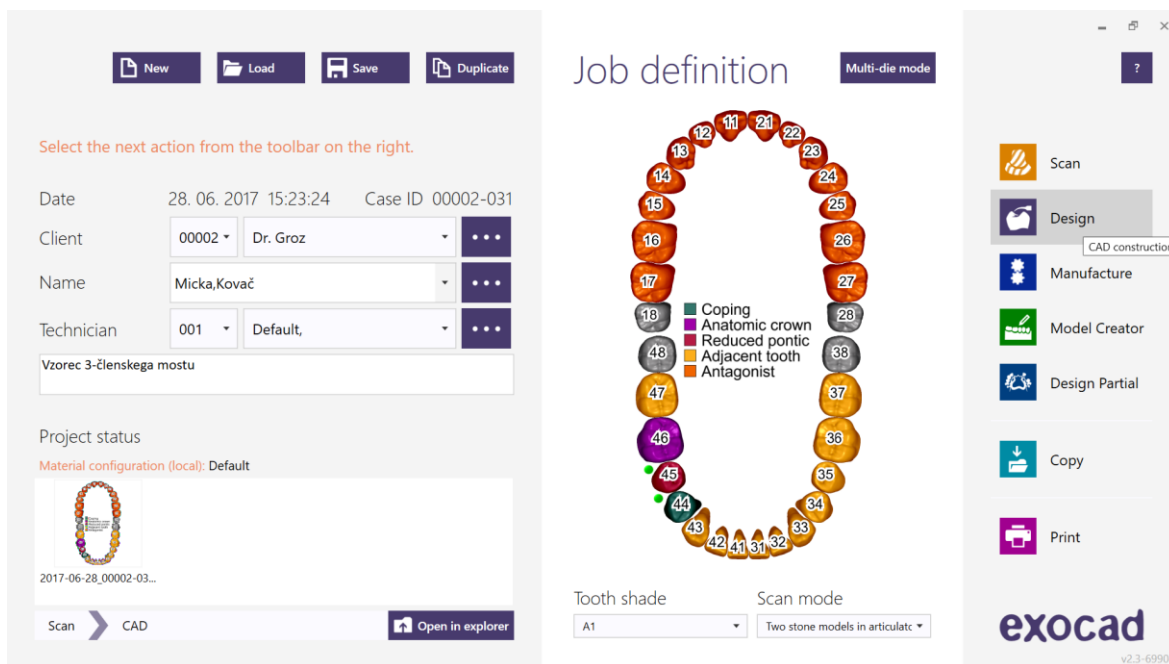 New
Load
Save
Duplicate
Select the next action from the toolbar on the right.
Date 28. 06. 2017 15:23:24 Case ID 00002-031
Client 00002 Dr. Groz
Name Micka,Kovač
Technician 001 Default,
Vzorec 3-členskega mostu
Project status
Material configuration (local): Default
2017-06-28_00002-03...
Scan CAD
Open in explorer
Job definition
Multi-die mode
11 21
12 22
13 23
14 24
15 25
16 26
17 27
18 28
Coping
Anatomic crown
Reduced pontic
Adjacent tooth
Antagonist
48 38
47 37
46 36
45 35
44 34
43 33
42 41 31 32
Tooth shade
A1
Scan mode
Two stone models in articulatc
?
Scan
Design
CAD construction
Manufacture
Model Creator
Design Partial
Copy
Print
exocad
v2.3-6990